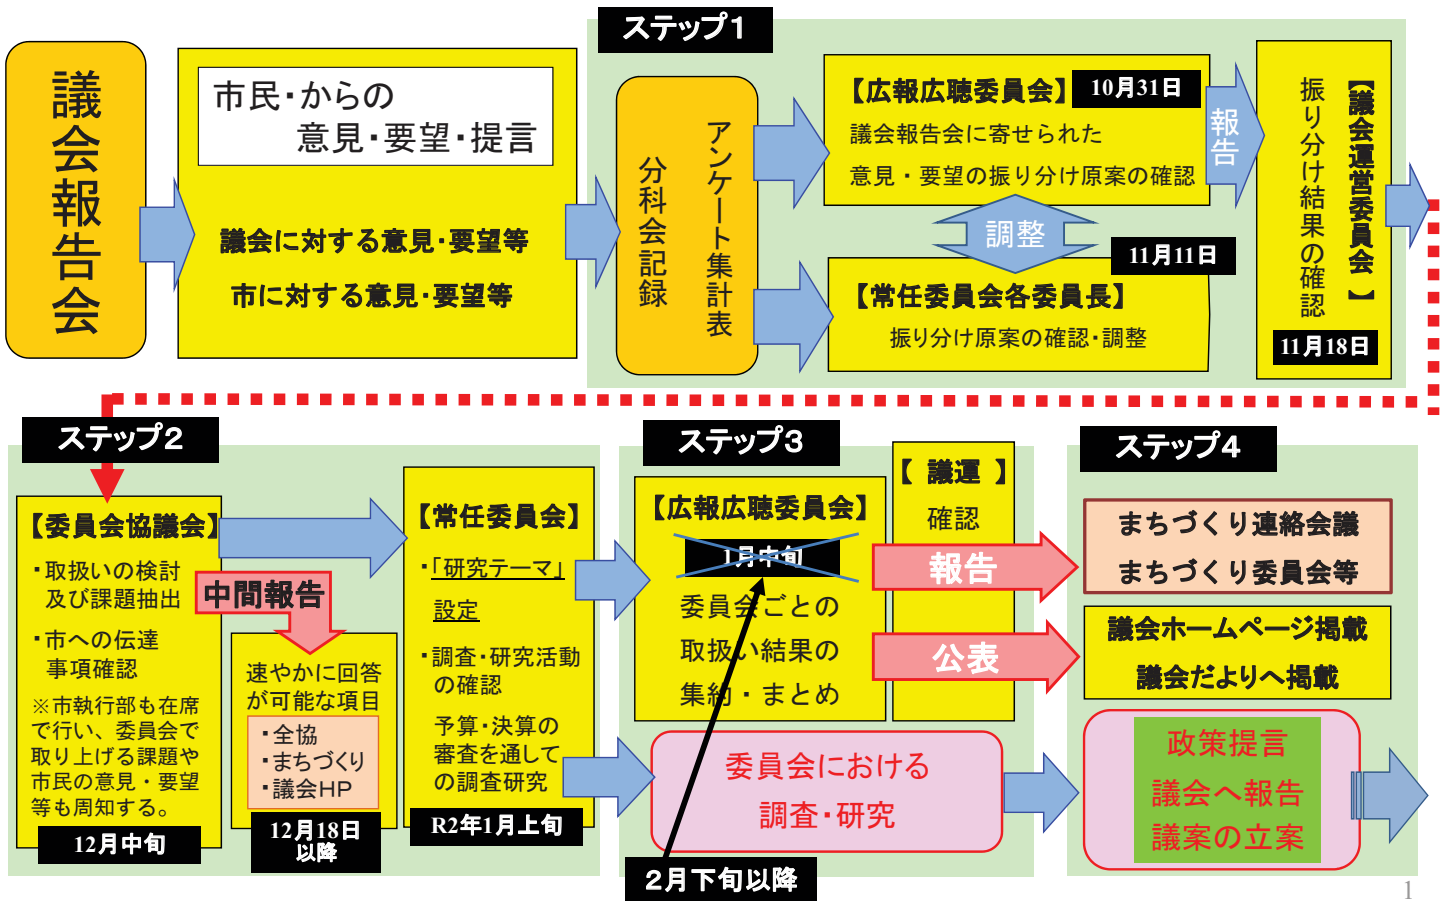 議会報告会
市民・からの
意見・要望・提言
議会に対する意見・要望等
市に対する意見・要望等
ステップ1
アンケート集計表
分科会記録
【広報広聴委員会】
10月31日
議会報告会に寄せられた
意見・要望の振り分け原案の確認
調整
11月11日
【常任委員会各委員長】
振り分け原案の確認・調整
報告
【議会運営委員会】
振り分け結果の確認
11月18日
ステップ2
【委員会協議会】
・取扱いの検討
及び課題抽出
・市への伝達
事項確認
※市執行部も在席
で行い、委員会で
取り上げる課題や
市民の意見・要望
等も周知する。
12月中旬
中間報告
速やかに回答
が可能な項目
・全協
・まちづくり
・議会HP
12月18日
以降
【常任委員会】
・「研究テーマ」
設定
・調査・研究活動
の確認
予算・決算の
審査を通して
の調査研究
R2年1月上旬
ステップ3
【広報広聴委員会】
1月中旬
委員会ごとの
取扱い結果の
集約・まとめ
【 議運 】
確認
報告
公表
委員会における
調査・研究
2月下旬以降
ステップ4
まちづくり連絡会議
まちづくり委員会等
議会ホームページ掲載
議会だよりへ掲載
政策提言
議会へ報告
議案の立案
1